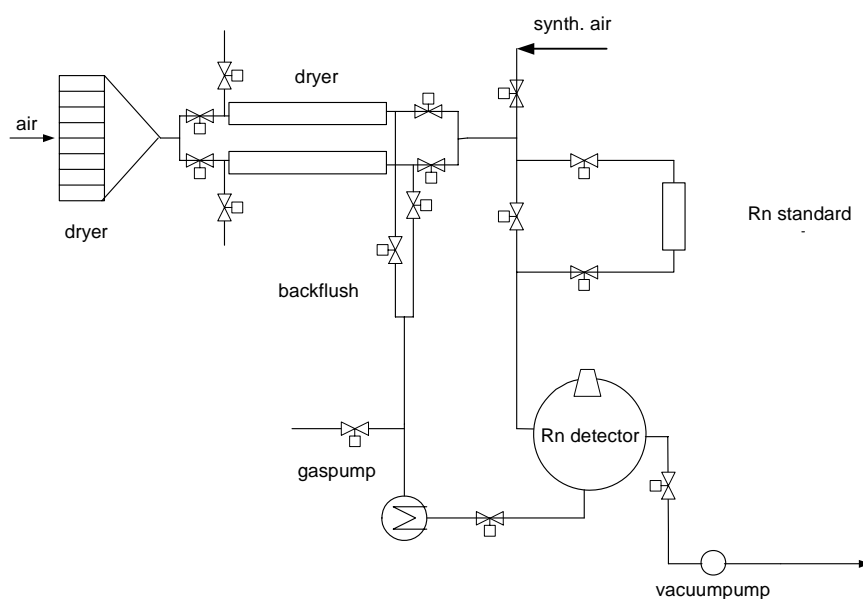 synth. air
dryer
air
dryer
Rn standard
-
backflush
Rn detector
gaspump
vacuumpump